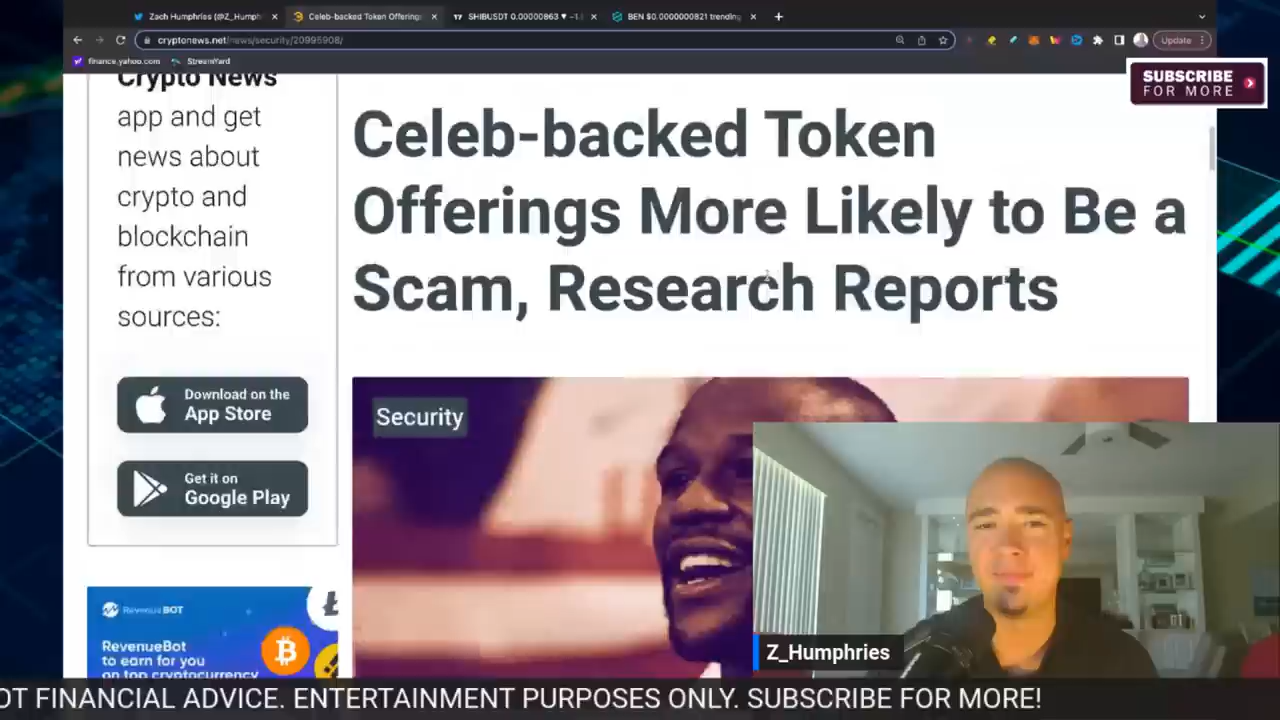 Zach Humphries (@Z_Humph
Celeb-backed Token Offering
SHIBUSDT 0.00000863 ▼ −1.
BEN $0.0000000821 trending
cryptonews.net/news/security/20995908/
Update
finance.yahoo.com
StreamYard
SUBSCRIBE
FOR MORE
Crypto News
app and get
news about
crypto and
blockchain
from various
sources:
Download on the
App Store
Get it on
Google Play
RevenueBOT
RevenueBot
to earn for you
on top cryptocurrency
Celeb-backed Token
Offerings More Likely to Be a
Scam, Research Reports
Security
Z_Humphries
OT FINANCIAL ADVICE. ENTERTAINMENT PURPOSES ONLY. SUBSCRIBE FOR MORE!